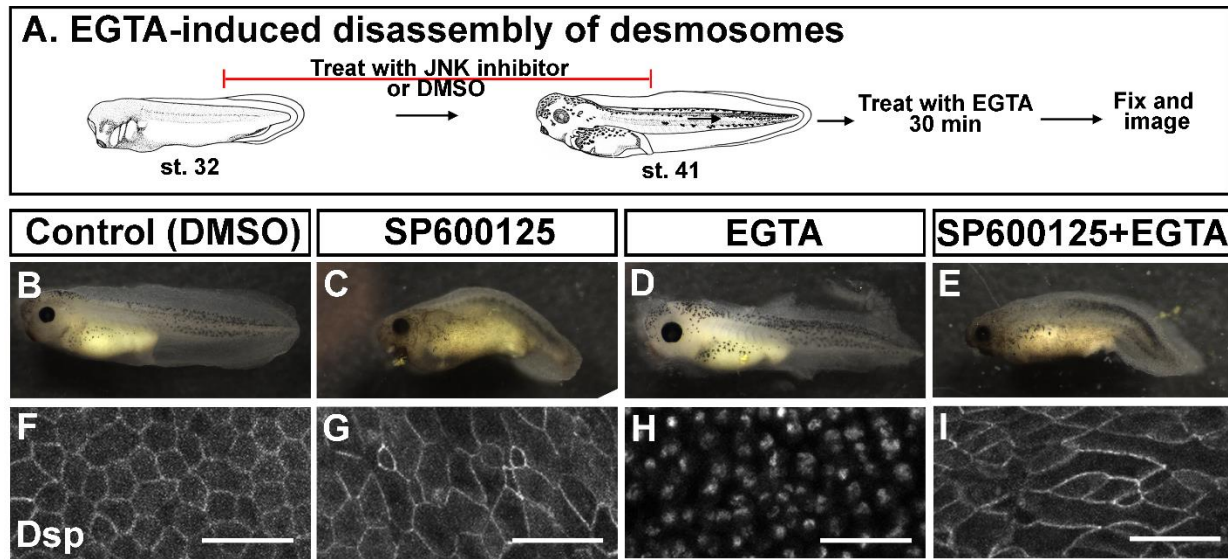 A. EGTA-induced disassembly of desmosomes
Treat with JNK inhibitor
or DMSO
Treat with EGTA
30 min
Fix and
image
st. 32
st. 41
Control (DMSO)
SP600125
EGTA
SP600125+EGTA
B
C
D
E
F
G
H
I
Dsp